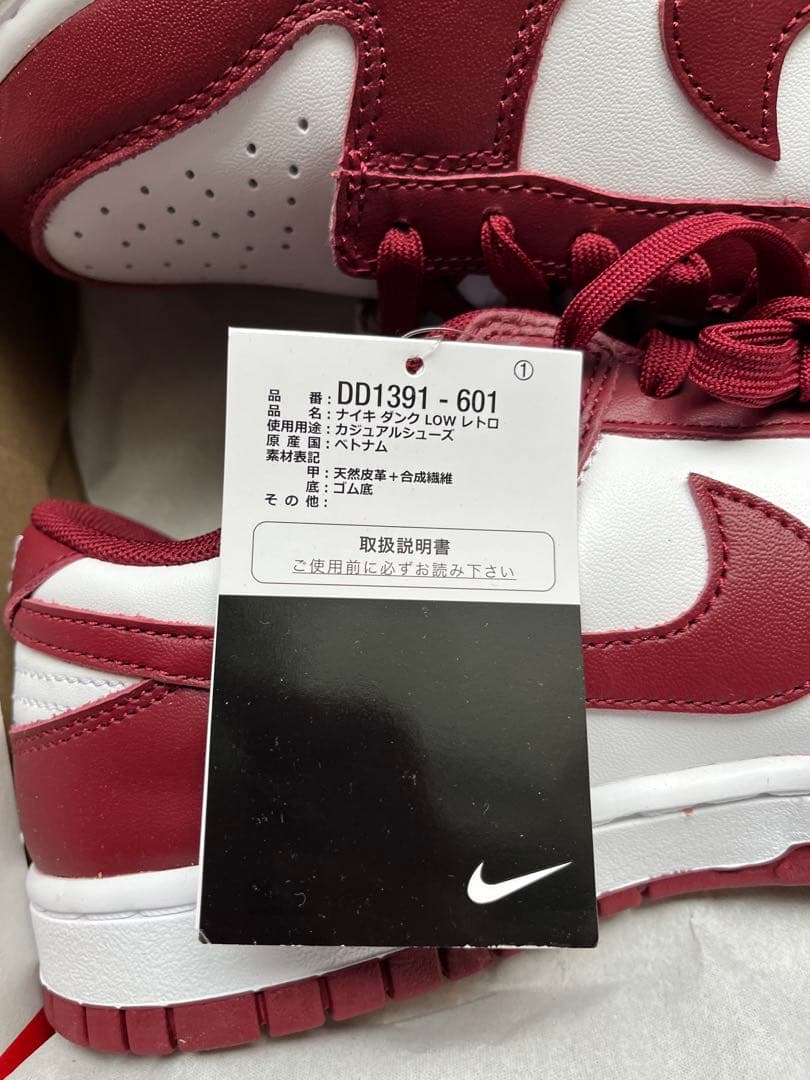 ①
品番：DD1391 - 601
品名：ナイキ ダンク LOW レトロ
使用用途：カジュアルシューズ
原産国：ベトナム
素材表記
甲：天然皮革＋合成繊維
底：ゴム底
その他：
取扱説明書
ご使用前に必ずお読み下さい